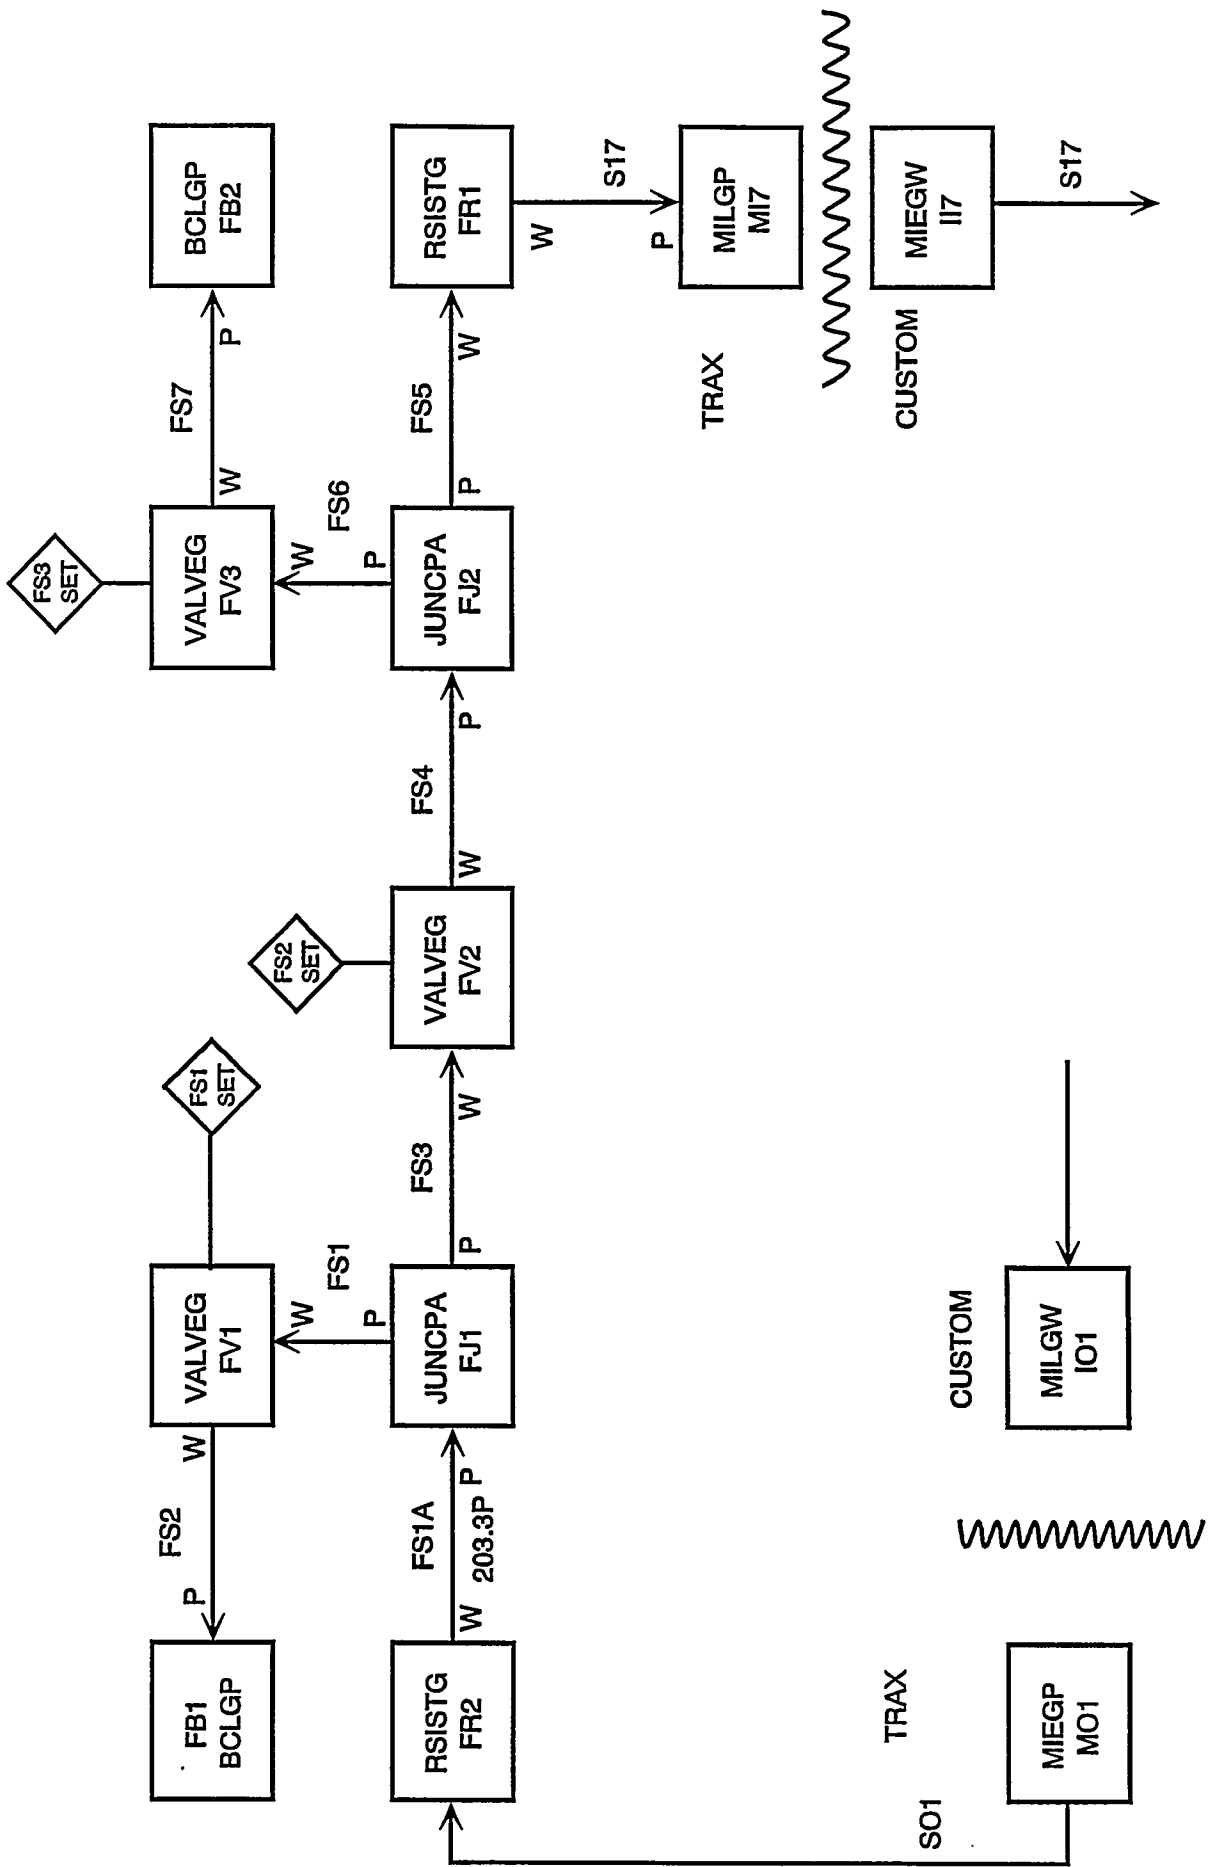 FS3
SET
FS1
SET
FS2
SET
FB1
BCLGP
P
FS2
W
VALVEG
FV1
VALVEG
FV3
W
FS7
P
BCLGP
FB2
W
FS1
P
W
FS6
P
RSISTG
FR2
W
FS1A
203.3P
P
JUNCPA
FJ1
P
FS3
W
VALVEG
FV2
W
FS4
P
JUNCPA
FJ2
P
FS5
W
RSISTG
FR1
W
S17
P
MILGP
MI7
TRAX
CUSTOM
MIEGW
II7
S17
SO1
TRAX
MIEGP
MO1
CUSTOM
MILGW
IO1